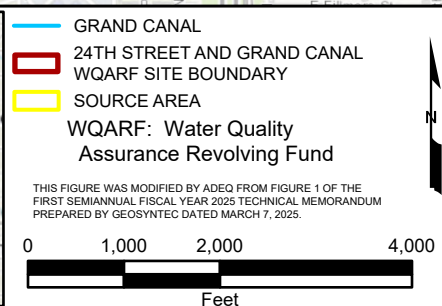 E Fillmore St
GRAND CANAL
24TH STREET AND GRAND CANAL
WQARF SITE BOUNDARY
SOURCE AREA
WQARF: Water Quality
Assurance Revolving Fund
N
THIS FIGURE WAS MODIFIED BY ADEQ FROM FIGURE 1 OF THE
FIRST SEMIANNUAL FISCAL YEAR 2025 TECHNICAL MEMORANDUM
PREPARED BY GEOSYNTEC DATED MARCH 7, 2025.
0 1,000 2,000 4,000
Feet